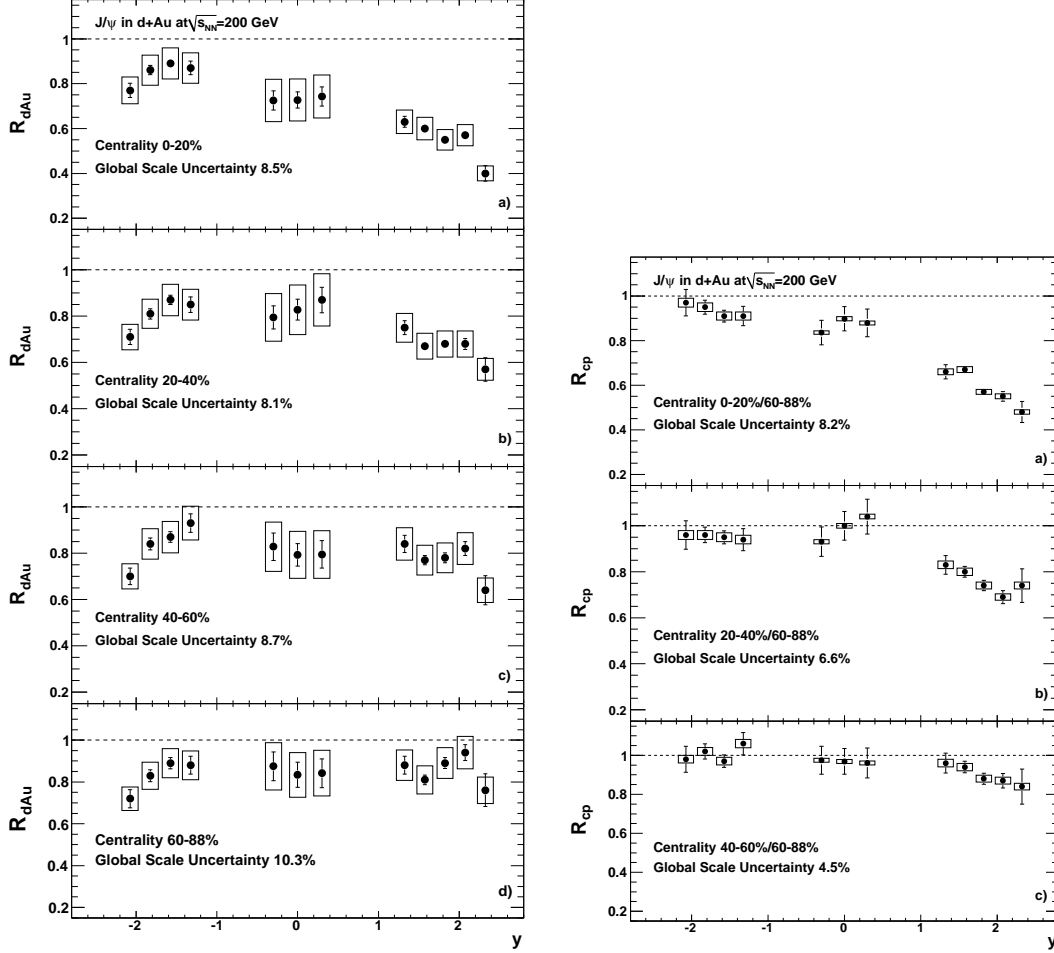 J/ψ in d+Au at √sNN=200 GeV
1
0.8
0.6
0.4
0.2
RdAu
Centrality 0-20%
Global Scale Uncertainty 8.5%
a)
1
0.8
0.6
0.4
0.2
RdAu
Centrality 20-40%
Global Scale Uncertainty 8.1%
b)
1
0.8
0.6
0.4
0.2
RdAu
Centrality 40-60%
Global Scale Uncertainty 8.7%
c)
1
0.8
0.6
0.4
0.2
RdAu
Centrality 60-88%
Global Scale Uncertainty 10.3%
d)
-2 -1 0 1 2
y
J/ψ in d+Au at √sNN=200 GeV
1
0.8
0.6
0.4
0.2
Rcp
Centrality 0-20%/60-88%
Global Scale Uncertainty 8.2%
a)
1
0.8
0.6
0.4
0.2
Rcp
Centrality 20-40%/60-88%
Global Scale Uncertainty 6.6%
b)
1
0.8
0.6
0.4
0.2
Rcp
Centrality 40-60%/60-88%
Global Scale Uncertainty 4.5%
c)
-2 -1 0 1 2
y